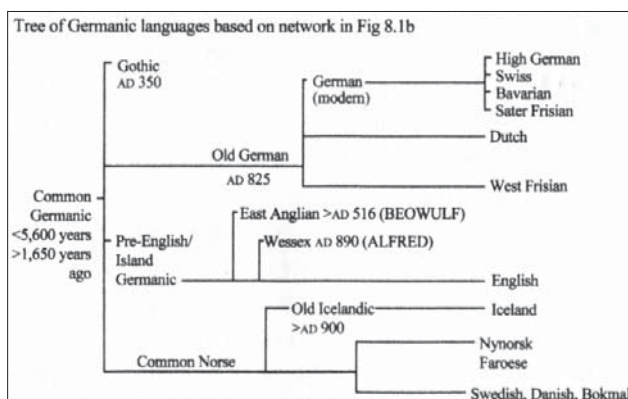 Tree of Germanic languages based on network in Fig 8.1b
Gothic
AD 350
High German
Swiss
Bavarian
Sater Frisian
German
(modern)
Dutch
Old German
AD 825
West Frisian
Common
Germanic
<5,600 years
>1,650 years
ago
East Anglian >AD 516 (BEOWULF)
Pre-English/
Island
Germanic
Wessex AD 890 (ALFRED)
English
Old Icelandic
>AD 900
Iceland
Common Norse
Nynorsk
Faroese
Swedish, Danish, Bokmal